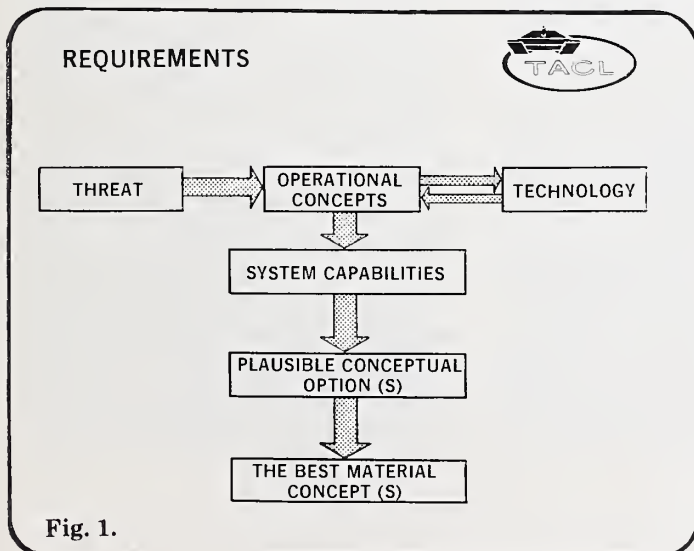 REQUIREMENTS
TACL
THREAT
OPERATIONAL
CONCEPTS
TECHNOLOGY
SYSTEM CAPABILITIES
PLAUSIBLE CONCEPTUAL
OPTION (S)
THE BEST MATERIAL
CONCEPT (S)
Fig. 1.